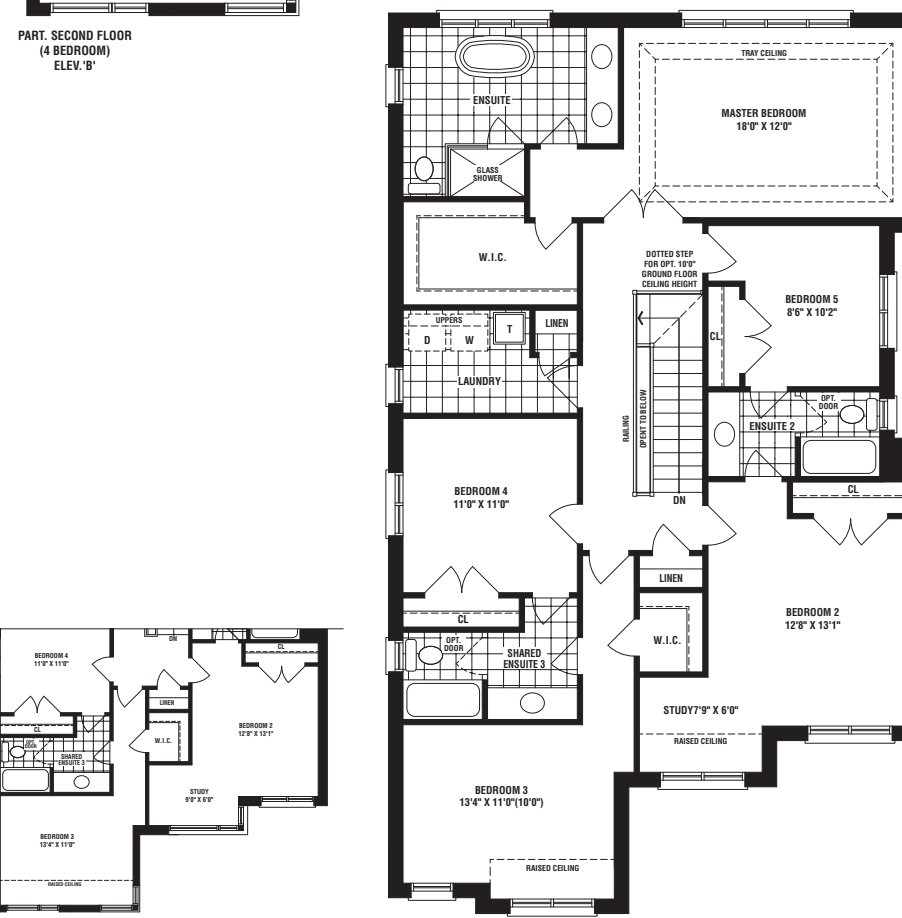 PART. SECOND FLOOR
(4 BEDROOM)
ELEV.'B'
TRAY CEILING
MASTER BEDROOM
18'0" X 12'0"
ENSUITE
GLASS
SHOWER
W.I.C.
DOTTED STEP
FOR OPT. 10'0"
GROUND FLOOR
CEILING HEIGHT
BEDROOM 5
8'6" X 10'2"
CL
UPPERS
D
W
T
LINEN
LAUNDRY
RAILING
OPENT TO BELOW
DN
OPT.
DOOR
ENSUITE 2
CL
BEDROOM 4
11'0" X 11'0"
CL
LINEN
W.I.C.
BEDROOM 2
12'8" X 13'1"
OPT.
DOOR
SHARED
ENSUITE 3
STUDY7'9" X 6'0"
RAISED CEILING
BEDROOM 3
13'4" X 11'0"(10'0")
RAISED CEILING
DN
CL
BEDROOM 4
11'0" X 11'0"
LINEN
CL
BEDROOM 2
12'8" X 13'1"
W.I.C.
OPT.
DOOR
SHARED
ENSUITE 3
STUDY
9'0" X 6'0"
BEDROOM 3
13'4" X 11'0"
RAISED CEILING